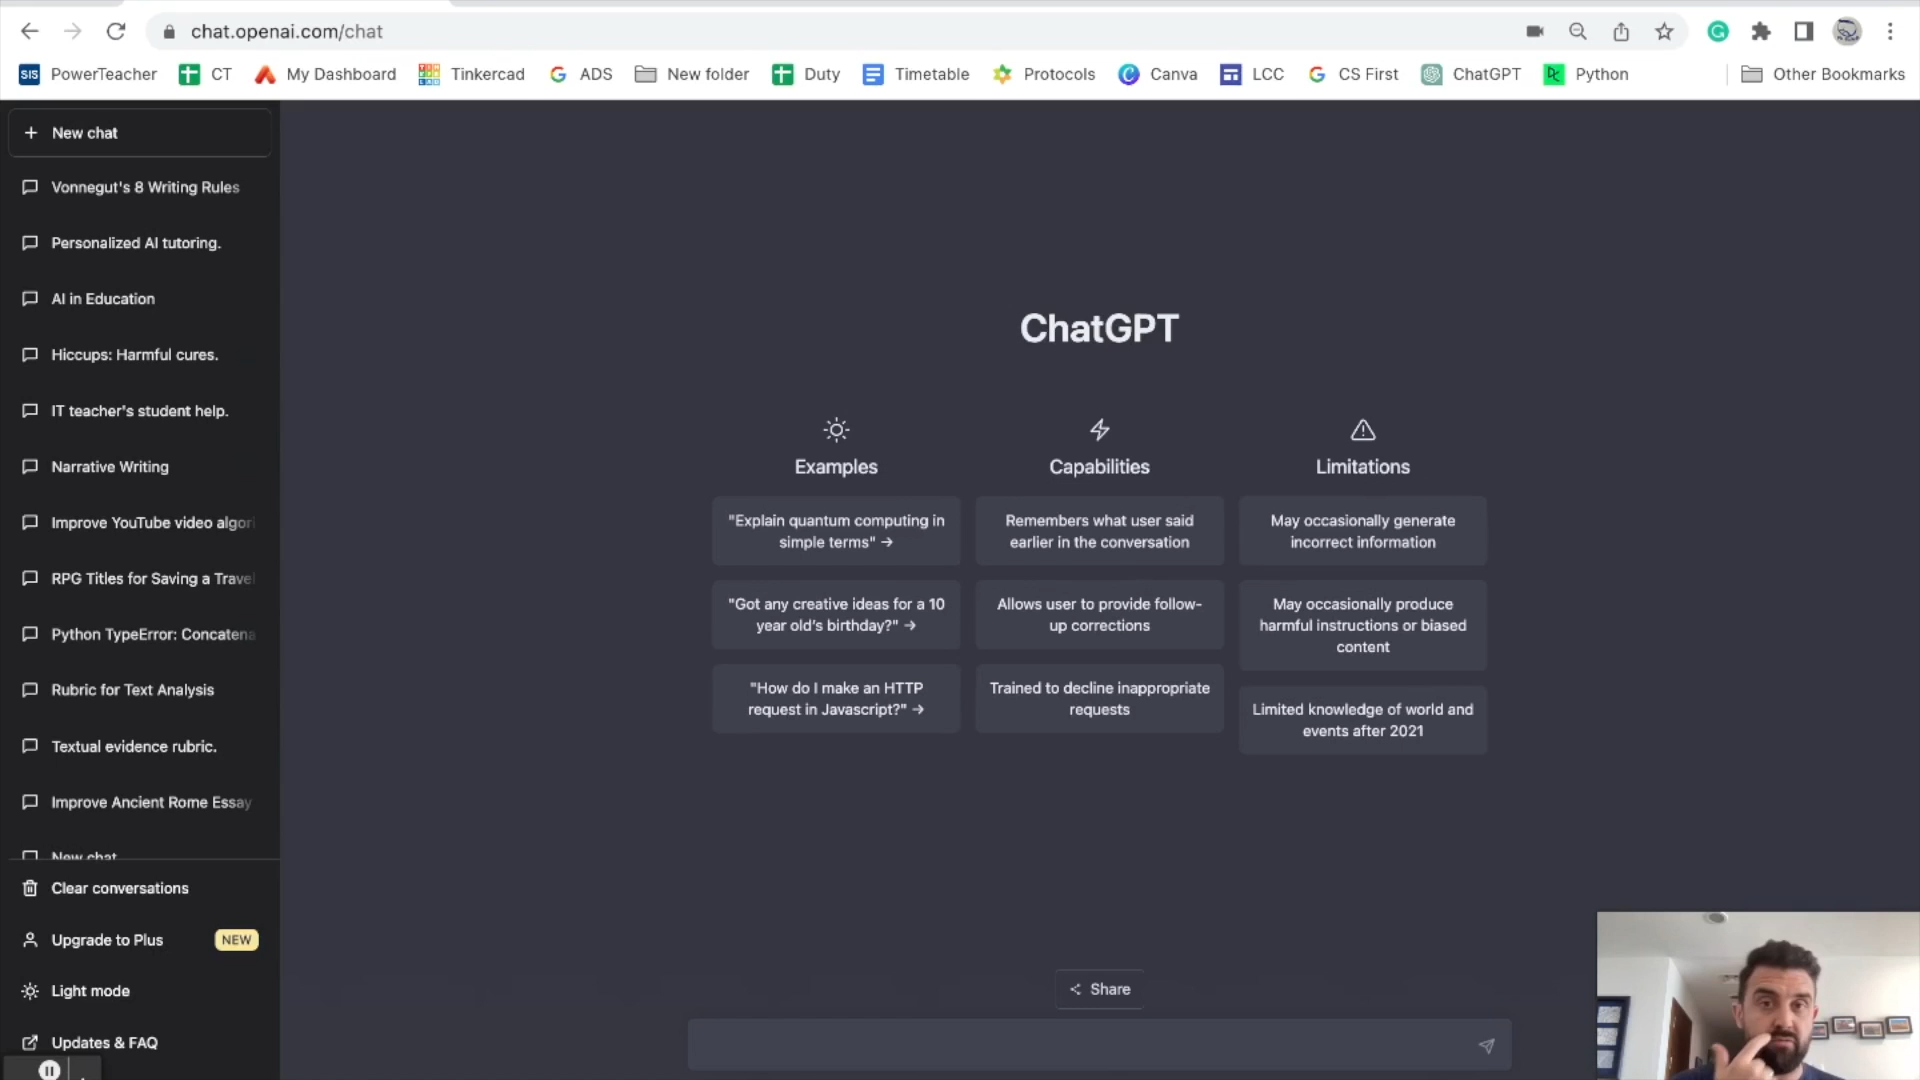 chat.openai.com/chat
SIS PowerTeacher CT My Dashboard Tinkercad ADS New folder Duty Timetable Protocols Canva LCC CS First ChatGPT Python Other Bookmarks
New chat
Vonnegut's 8 Writing Rules
Personalized AI tutoring.
AI in Education
Hiccups: Harmful cures.
IT teacher's student help.
Narrative Writing
Improve YouTube video algori
RPG Titles for Saving a Travel
Python TypeError: Concatena
Rubric for Text Analysis
Textual evidence rubric.
Improve Ancient Rome Essay
New chat
Clear conversations
Upgrade to Plus NEW
Light mode
Updates & FAQ
ChatGPT
Examples
"Explain quantum computing in
simple terms" →
"Got any creative ideas for a 10
year old's birthday?" →
"How do I make an HTTP
request in Javascript?" →
Capabilities
Remembers what user said
earlier in the conversation
Allows user to provide follow-
up corrections
Trained to decline inappropriate
requests
Limitations
May occasionally generate
incorrect information
May occasionally produce
harmful instructions or biased
content
Limited knowledge of world and
events after 2021
Share